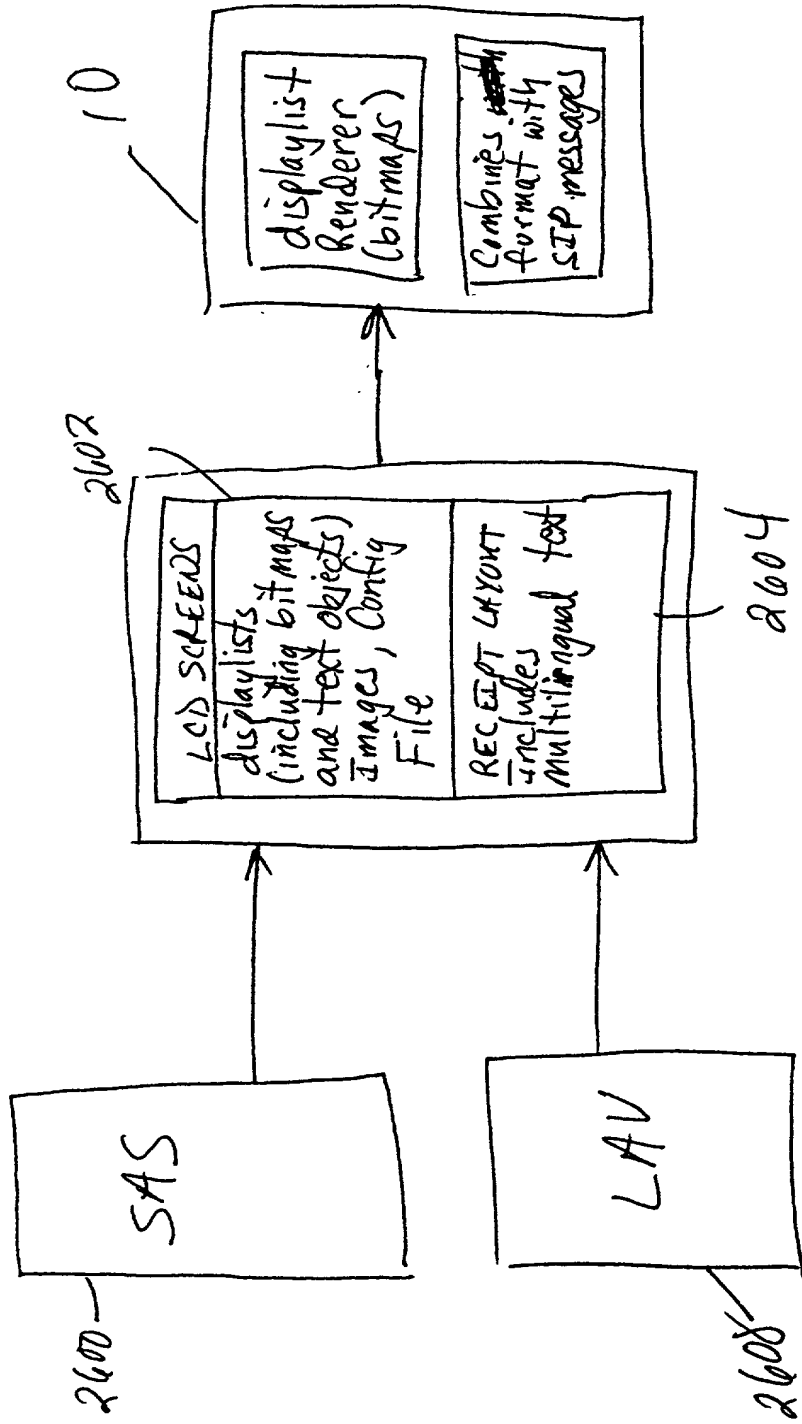 2600
SAS
2608
LAV
2602
LCD SCREENS
displaylists
(including bitmaps
and text objects)
Images, Config
File
RECEIPT LAYOUT
includes
multilingual text
2604
10
displaylist
Renderer
(bitmaps)
Combines
format with
SIP messages